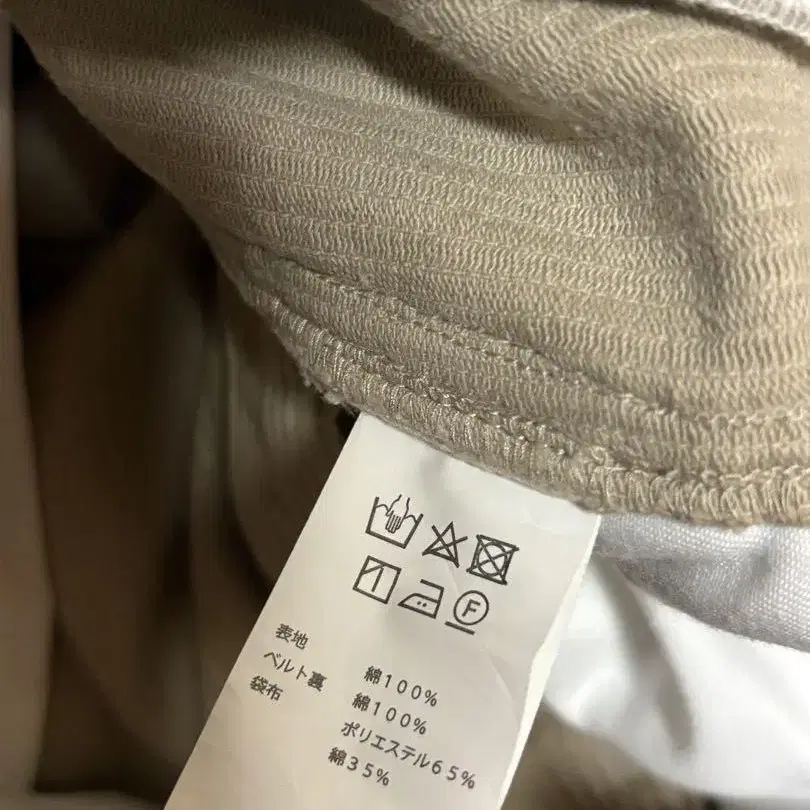 F
表地 綿100%
ベルト裏 綿100%
袋布 ポリエステル65%
綿35%